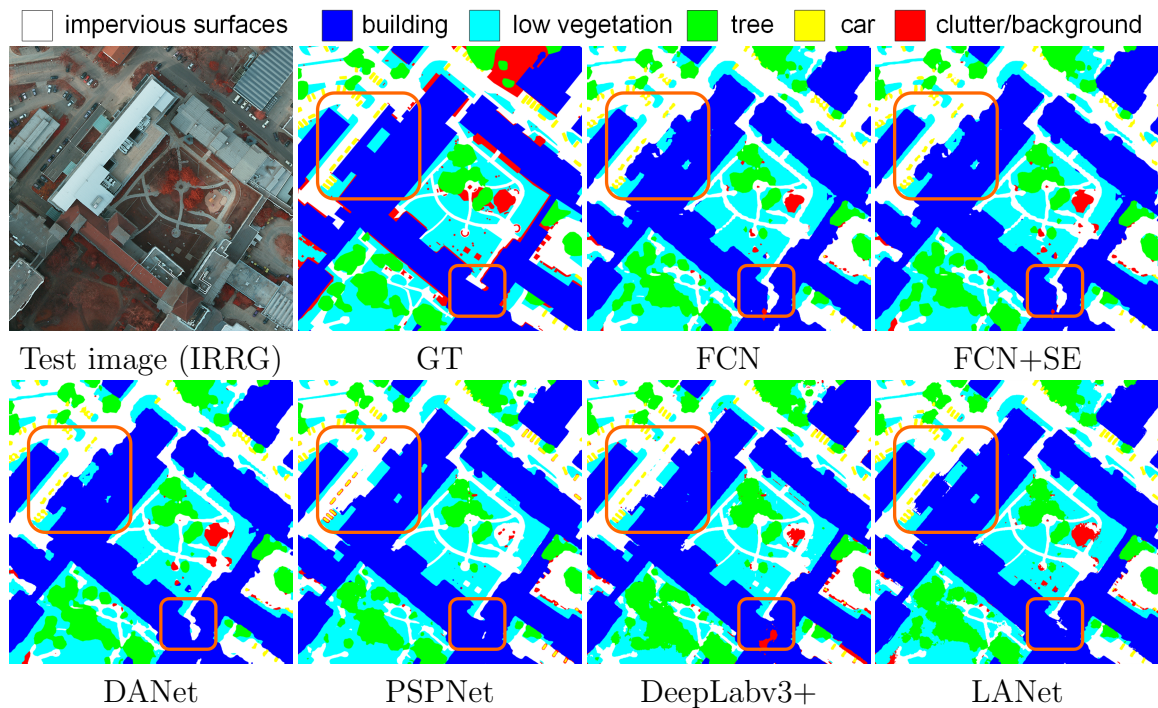 impervious surfaces building low vegetation tree car clutter/background
Test image (IRRG) GT FCN FCN+SE
DANet PSPNet DeepLabv3+ LANet